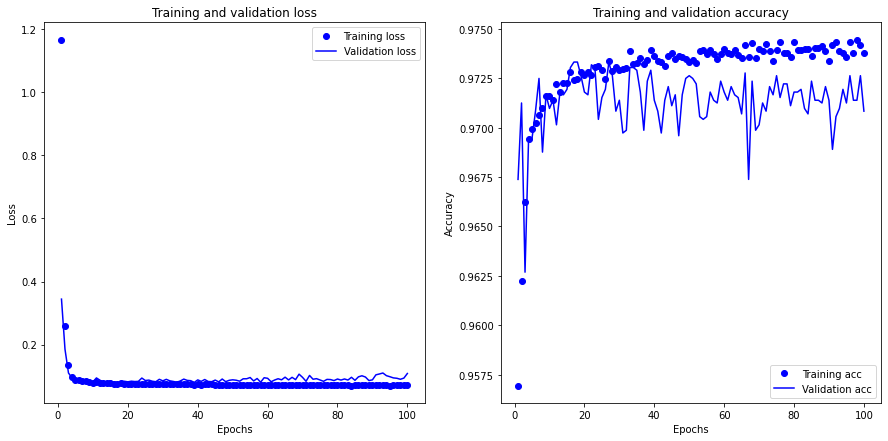 Training and validation loss
Training loss
Validation loss
1.2
1.0
0.8
0.6
0.4
0.2
Loss
0 20 40 60 80 100
Epochs
Training and validation accuracy
0.9750
0.9725
0.9700
0.9675
0.9650
0.9625
0.9600
0.9575
Accuracy
Training acc
Validation acc
0 20 40 60 80 100
Epochs